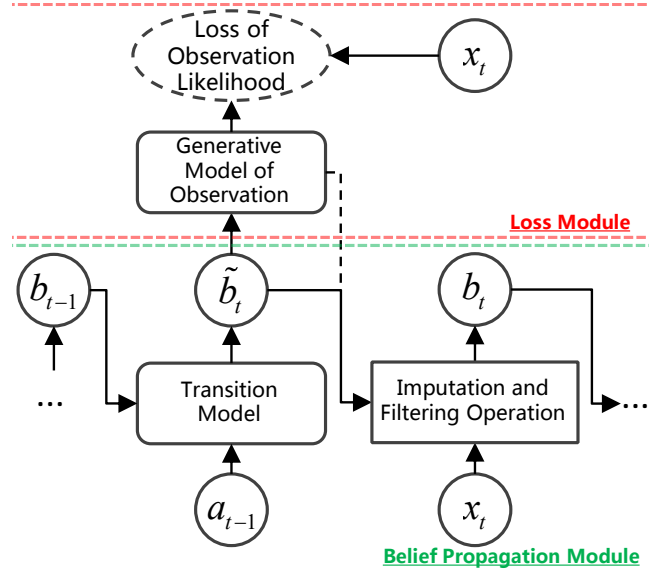 Loss of
Observation
Likelihood
x_t
Generative
Model of
Observation
Loss Module
b_{t-1}
b̃_t
b_t
...
Transition
Model
Imputation and
Filtering Operation
...
a_{t-1}
x_t
Belief Propagation Module